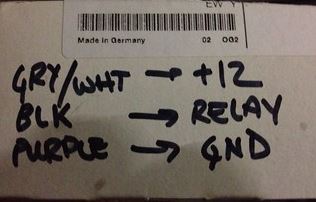 EW Y
Made in Germany 02 OG2
GRY/WHT → +12
BLK → RELAY
PURPLE → GND